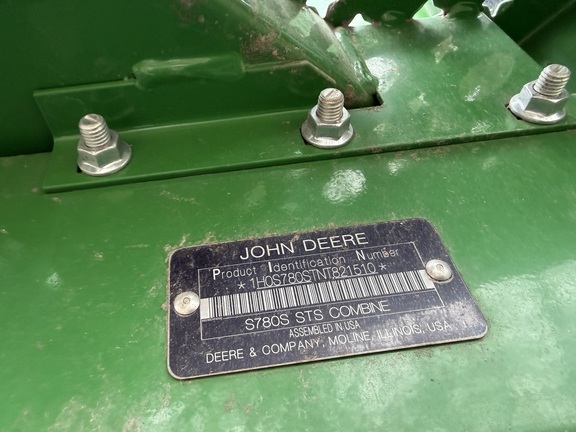 JOHN DEERE
Product Identification Number
*1H0S780STNT821510*
S780S STS COMBINE
ASSEMBLED IN USA
DEERE & COMPANY, MOLINE, ILLINOIS, USA